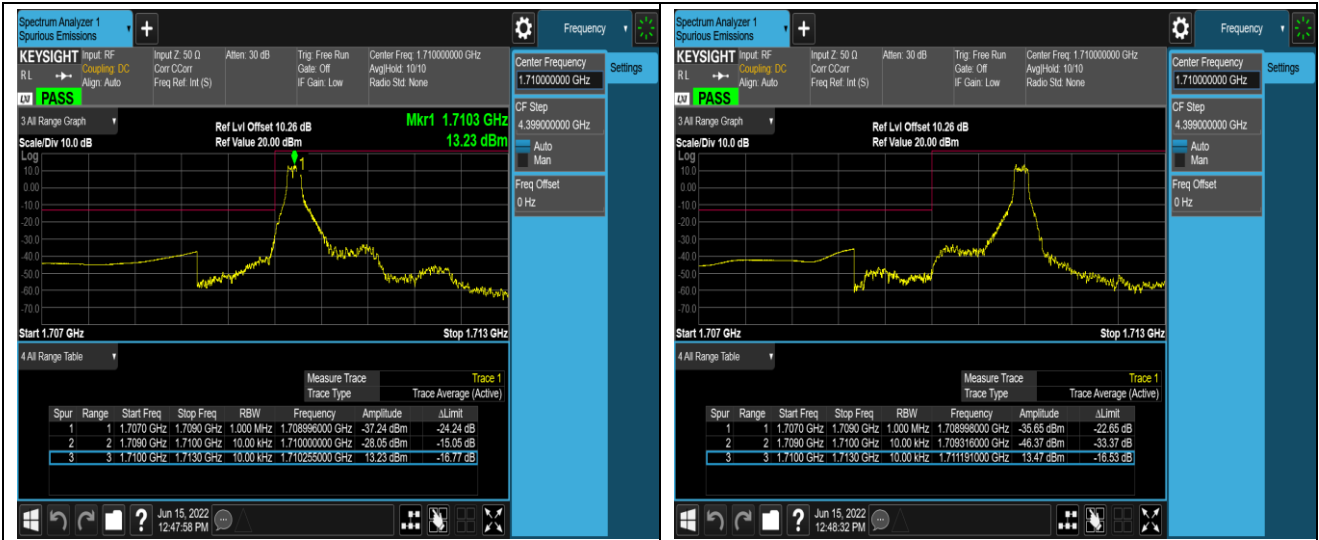 Spectrum Analyzer 1
Spurious Emissions
+
Frequency
KEYSIGHT Input: RF Input Z: 50 Ω Atten: 30 dB Trig: Free Run Center Freq: 1.710000000 GHz
Coupling: DC Corr CCorr Gate: Off Avg|Hold: 10/10
RL Align: Auto Freq Ref: Int (S) IF Gain: Low Radio Std: None
LXI PASS
Center Frequency
1.710000000 GHz
Settings
CF Step
4.399000000 GHz
Auto
Man
Freq Offset
0 Hz
3 All Range Graph
Ref Lvl Offset 10.26 dB Mkr1 1.7103 GHz
Scale/Div 10.0 dB Ref Value 20.00 dBm 13.23 dBm
Log
1
10.0
0.00
-10.0
-20.0
-30.0
-40.0
-50.0
-60.0
-70.0
Start 1.707 GHz Stop 1.713 GHz
4 All Range Table
Measure Trace Trace 1
Trace Type Trace Average (Active)
Spur Range Start Freq Stop Freq RBW Frequency Amplitude ΔLimit
1 1 1.7070 GHz 1.7090 GHz 1.000 MHz 1.708996000 GHz -37.24 dBm -24.24 dB
2 2 1.7090 GHz 1.7100 GHz 10.00 kHz 1.710000000 GHz -28.05 dBm -15.05 dB
3 3 1.7100 GHz 1.7130 GHz 10.00 kHz 1.710255000 GHz 13.23 dBm -16.77 dB
? Jun 15, 2022
12:47:58 PM
Spectrum Analyzer 1
Spurious Emissions
+
Frequency
KEYSIGHT Input: RF Input Z: 50 Ω Atten: 30 dB Trig: Free Run Center Freq: 1.710000000 GHz
Coupling: DC Corr CCorr Gate: Off Avg|Hold: 10/10
RL Align: Auto Freq Ref: Int (S) IF Gain: Low Radio Std: None
LXI PASS
Center Frequency
1.710000000 GHz
Settings
CF Step
4.399000000 GHz
Auto
Man
Freq Offset
0 Hz
3 All Range Graph
Ref Lvl Offset 10.26 dB
Scale/Div 10.0 dB Ref Value 20.00 dBm
Log
10.0
0.00
-10.0
-20.0
-30.0
-40.0
-50.0
-60.0
-70.0
Start 1.707 GHz Stop 1.713 GHz
4 All Range Table
Measure Trace Trace 1
Trace Type Trace Average (Active)
Spur Range Start Freq Stop Freq RBW Frequency Amplitude ΔLimit
1 1 1.7070 GHz 1.7090 GHz 1.000 MHz 1.708998000 GHz -35.65 dBm -22.65 dB
2 2 1.7090 GHz 1.7100 GHz 10.00 kHz 1.709316000 GHz -46.37 dBm -33.37 dB
3 3 1.7100 GHz 1.7130 GHz 10.00 kHz 1.711191000 GHz 13.47 dBm -16.53 dB
? Jun 15, 2022
12:48:32 PM